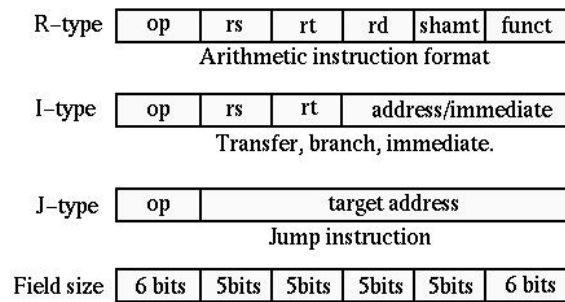 R-type op rs rt rd shamt funct
Arithmetic instruction format
I-type op rs rt address/immediate
Transfer, branch, immediate.
J-type op target address
Jump instruction
Field size 6 bits 5bits 5bits 5bits 5bits 6 bits